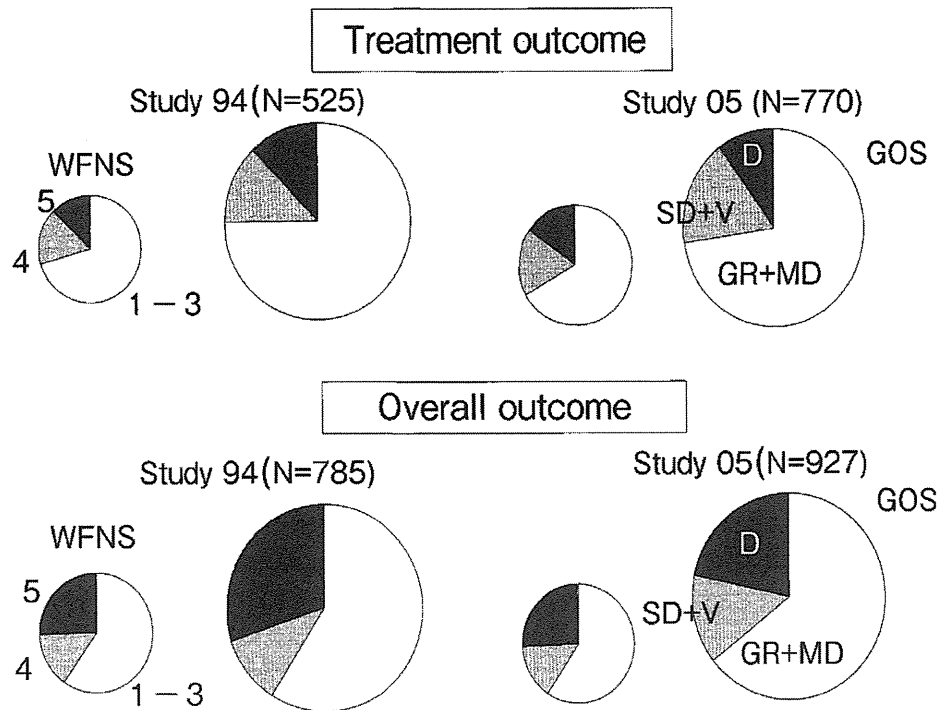 Treatment outcome
Study 94(N=525)
Study 05 (N=770)
WFNS
GOS
5
D
SD+V
4
GR+MD
1 – 3
Overall outcome
Study 94(N=785)
Study 05(N=927)
GOS
WFNS
D
5
SD+V
4
GR+MD
1 – 3